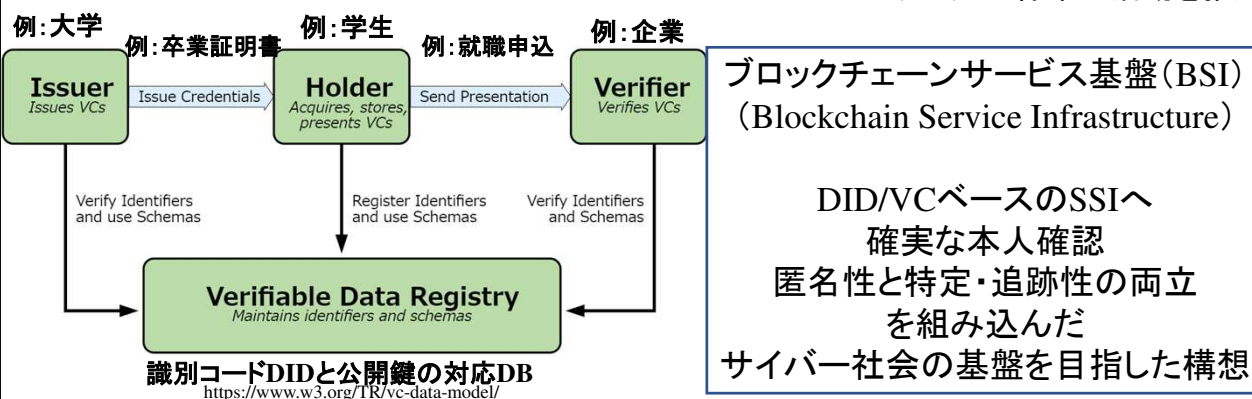 例:大学
例:卒業証明書
例:学生
例:就職申込
例:企業
Issuer
Issues VCs
Issue Credentials
Holder
Acquires, stores,
presents VCs
Send Presentation
Verifier
Verifies VCs
Verify Identifiers
and use Schemas
Register Identifiers
and use Schemas
Verify Identifiers
and Schemas
Verifiable Data Registry
Maintains identifiers and schemas
識別コードDIDと公開鍵の対応DB
https://www.w3.org/TR/vc-data-model/
ブロックチェーンサービス基盤(BSI)
(Blockchain Service Infrastructure)
DID/VCベースのSSIへ
確実な本人確認
匿名性と特定・追跡性の両立
を組み込んだ
サイバー社会の基盤を目指した構想